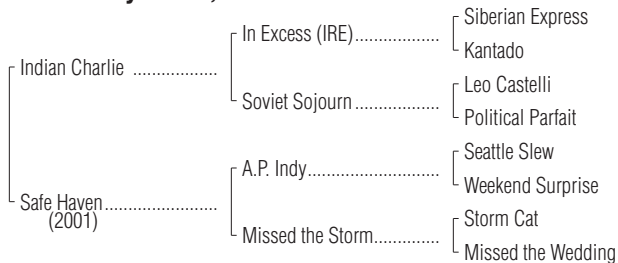 Siberian Express
In Excess (IRE)..................
Kantado
Indian Charlie ..................
Leo Castelli
Soviet Sojourn ..................
Political Parfait
Seattle Slew
A.P. Indy............................
Weekend Surprise
Safe Haven........................
(2001)
Storm Cat
Missed the Storm..............
Missed the Wedding